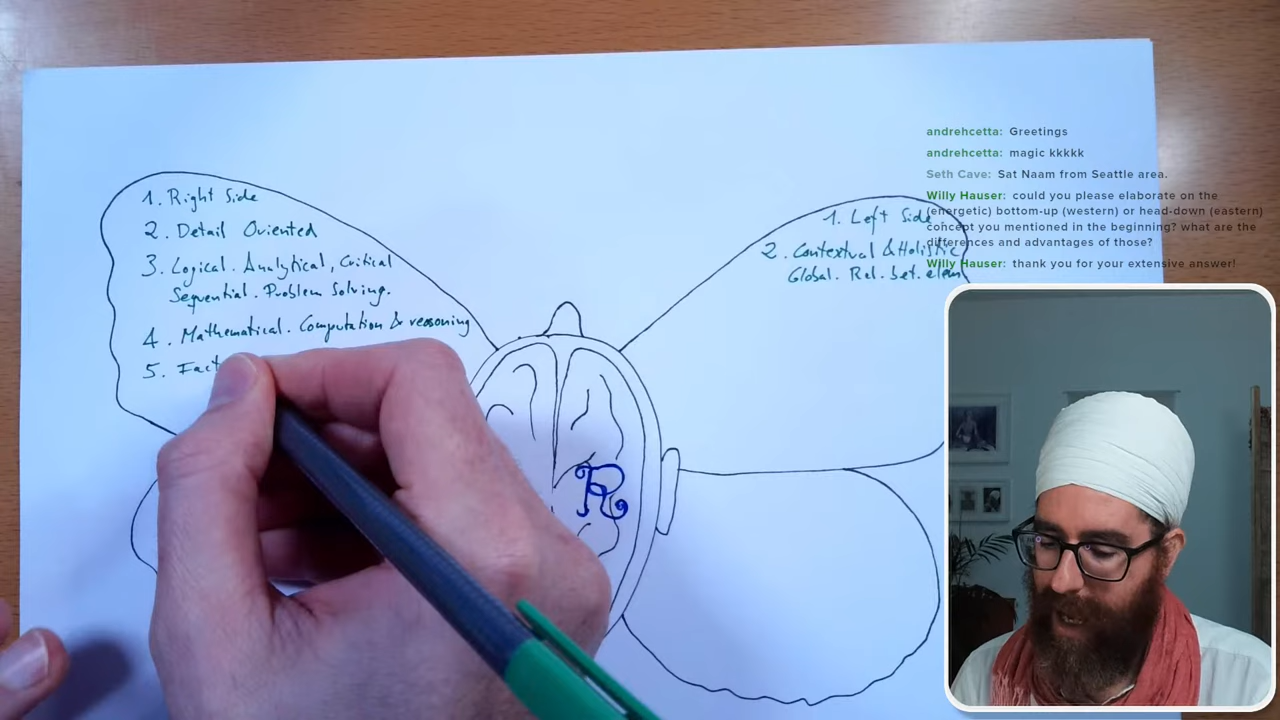 1. Right Side
2. Detail Oriented
3. Logical. Analytical, Critical
Sequential. Problem Solving.
4. Mathematical. Computation & reasoning
5. Fact
R
1. Left Side
2. Contextual & Holistic
Global. Rel. bet. elem
andrehcetta: Greetings
andrehcetta: magic kkkkk
Seth Cave: Sat Naam from Seattle area.
Willy Hauser: could you please elaborate on the
(energetic) bottom-up (western) or head-down (eastern)
concept you mentioned in the beginning? what are the
differences and advantages of those?
Willy Hauser: thank you for your extensive answer!